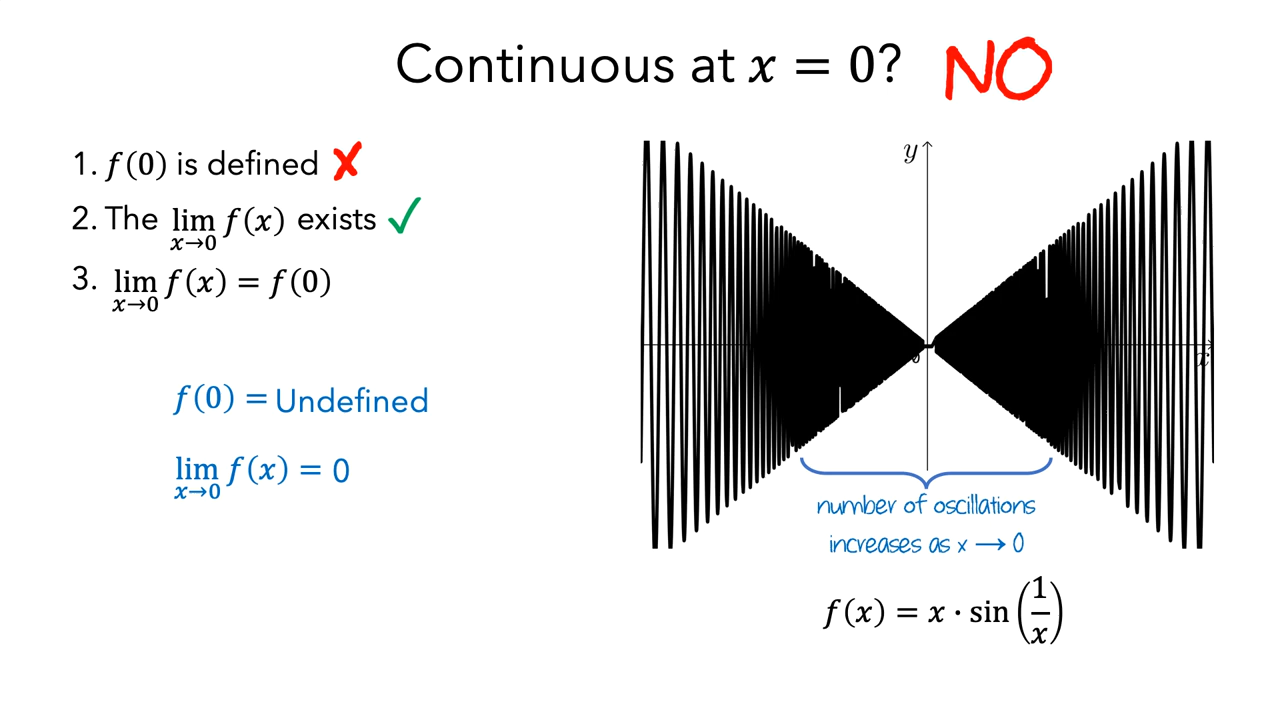 Continuous at x = 0? NO
1. f(0) is defined ✗
2. The lim x→0 f(x) exists ✓
3. lim x→0 f(x) = f(0)
f(0) = Undefined
lim x→0 f(x) = 0
y
0
x
number of oscillations
increases as x → 0
f(x) = x · sin(1/x)